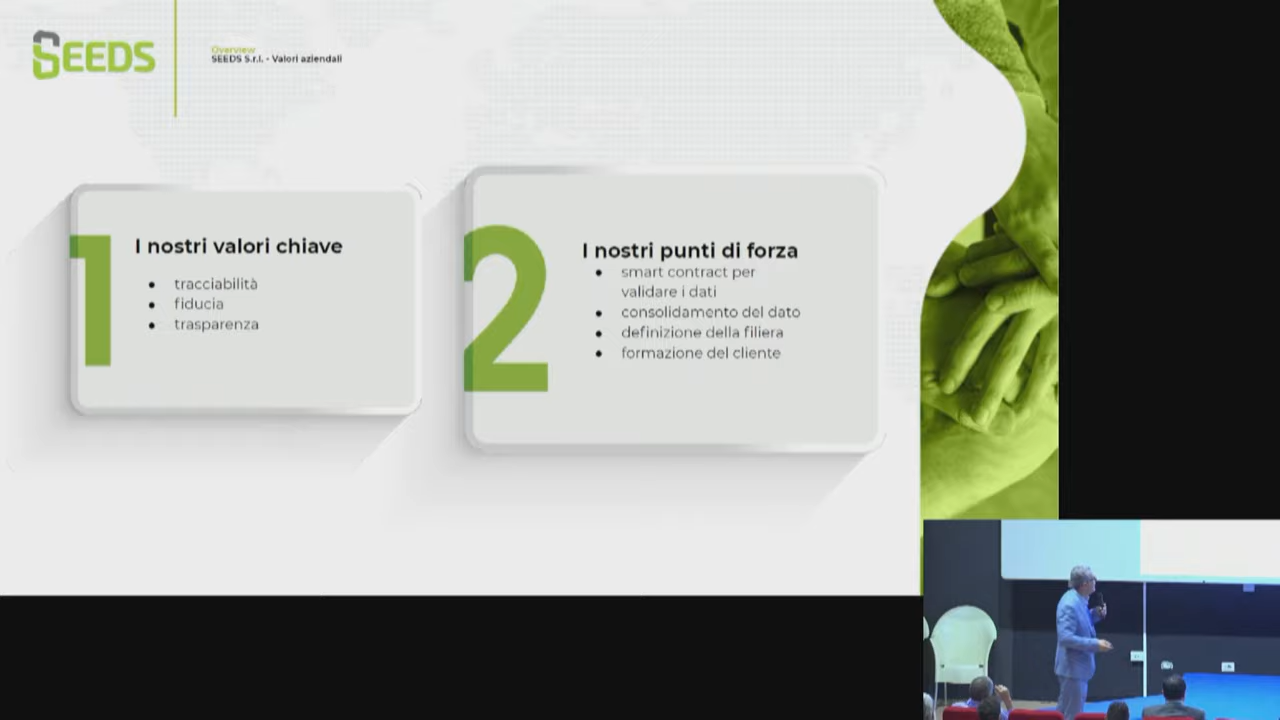 SEEDS
Overview
SEEDS S.r.l. - Valori aziendali
1
I nostri valori chiave
• tracciabilità
• fiducia
• trasparenza
2
I nostri punti di forza
• smart contract per
validare i dati
• consolidamento del dato
• definizione della filiera
• formazione del cliente